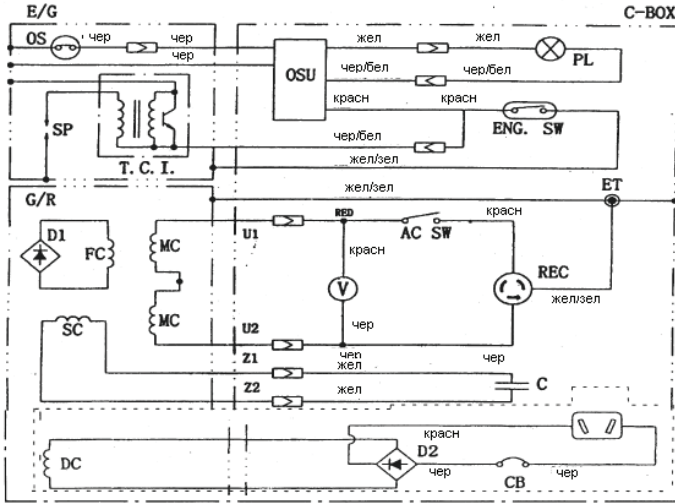 E/G
C-BOX
OS
чер
чер
чер
жел
жел
PL
OSU
чер/бел
чер/бел
красн
красн
ENG. SW
SP
чер/бел
T. C. I.
жел/зел
G/R
жел/зел
ET
D1
FC
MC
U1
RED
AC SW
красн
красн
V
REC
жел/зел
MC
SC
U2
чер
чер
чер
Z1
жел
Z2
жел
C
красн
D2
DC
чер
CB
чер